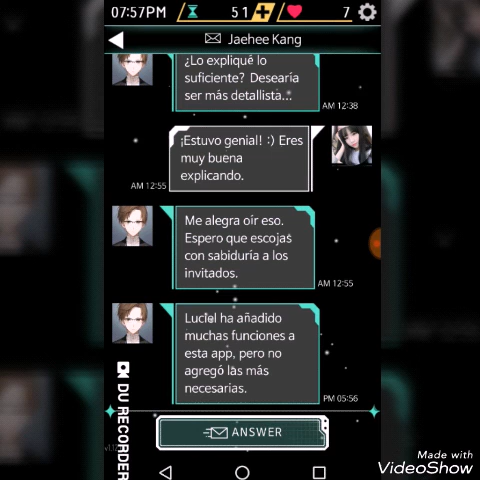 07:57PM 51 7
Jaehee Kang
¿Lo expliqué lo
suficiente? Desearía
ser más detallista...
AM 12:38
¡Estuvo genial! :) Eres
muy buena
explicando.
AM 12:55
Me alegra oír eso.
Espero que escojas
con sabiduría a los
invitados.
AM 12:55
Luciel ha añadido
muchas funciones a
esta app, pero no
agregó las más
necesarias.
PM 05:56
ANSWER
DU RECORDER
Made with
VideoShow